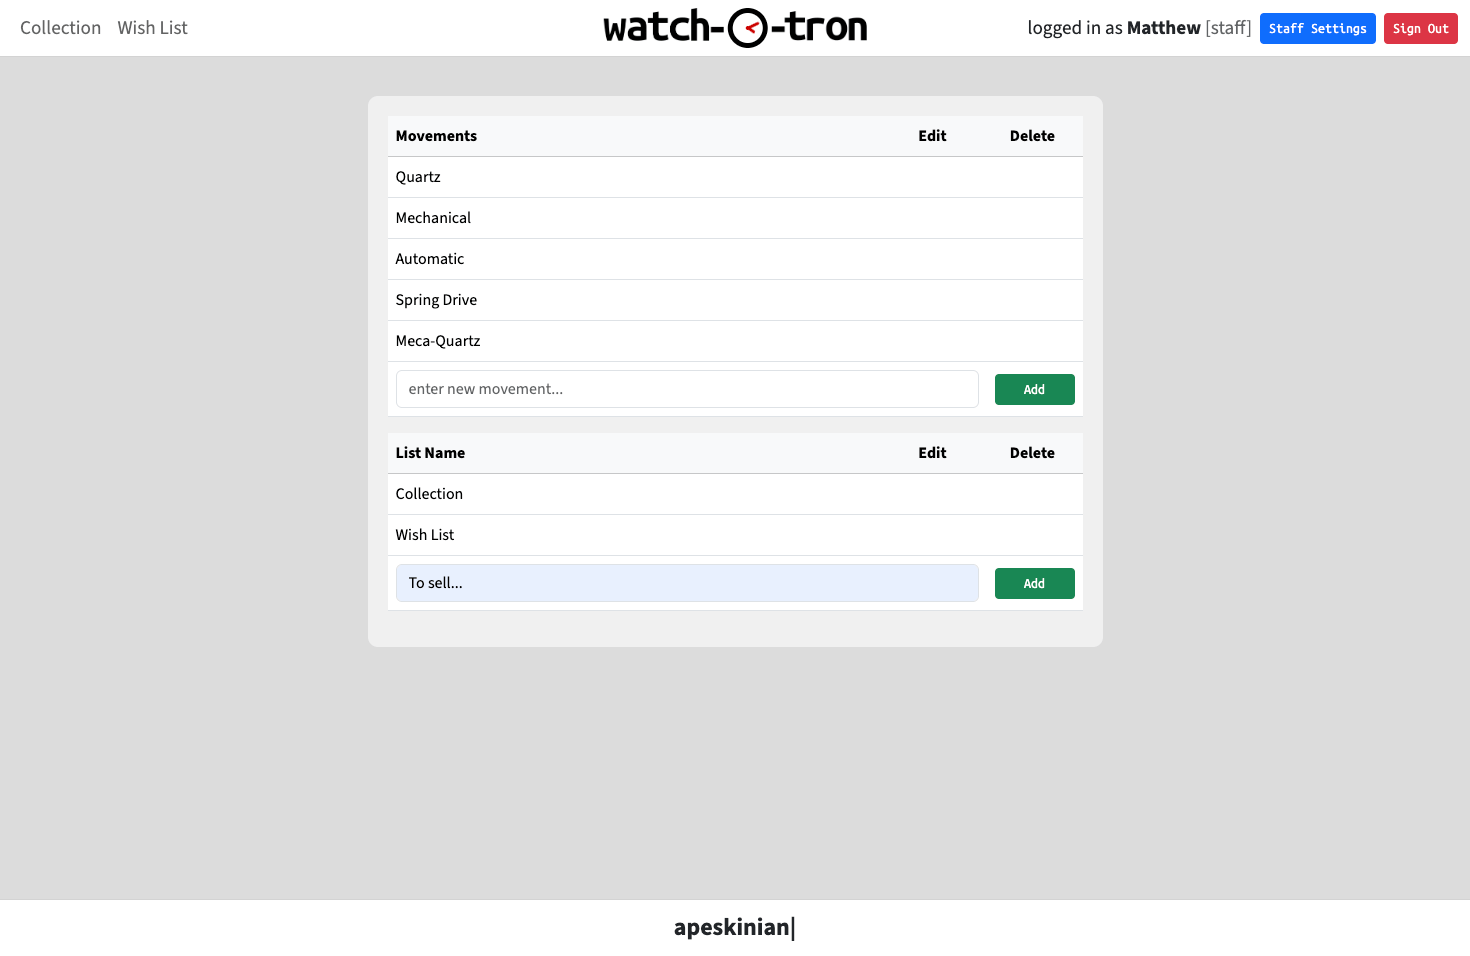 Collection Wish List watch-O-tron logged in as Matthew [staff] Staff Settings Sign Out
Movements Edit Delete
Quartz
Mechanical
Automatic
Spring Drive
Meca-Quartz
enter new movement... Add
List Name Edit Delete
Collection
Wish List
To sell... Add
apeskinian|